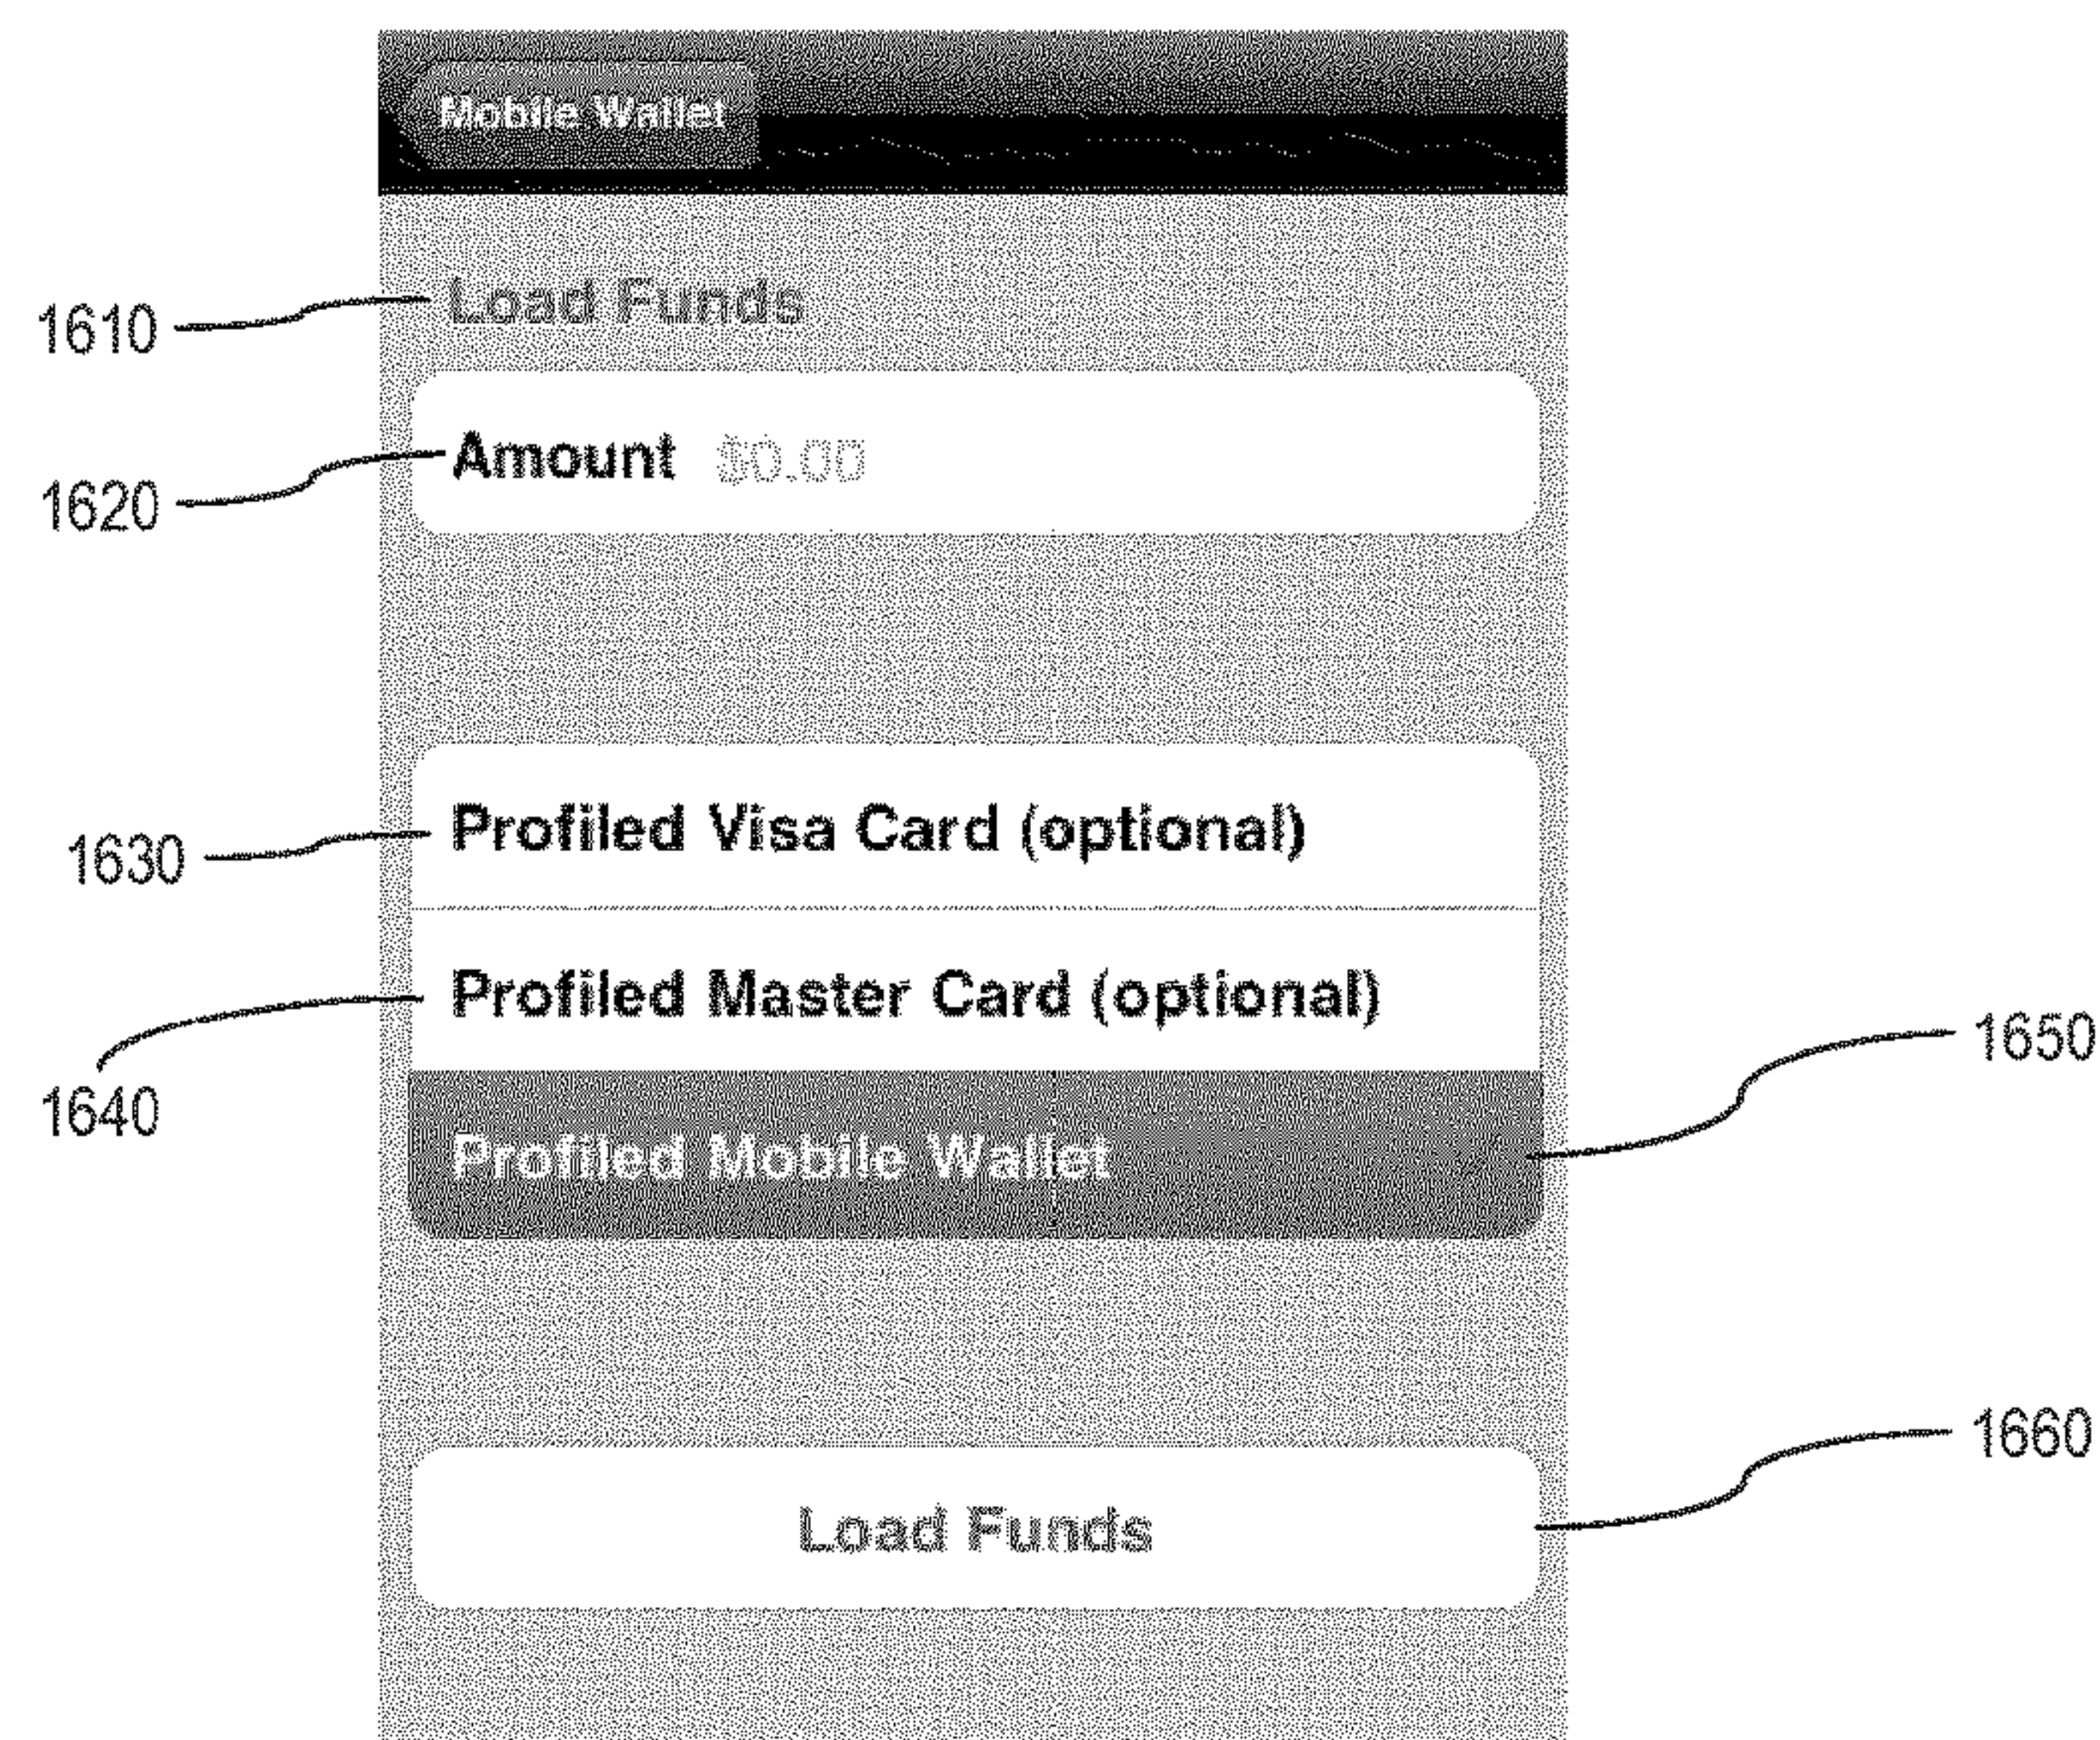 Mobile Wallet
1610
Load Funds
1620
Amount $0.00
1630
Profiled Visa Card (optional)
1640
Profiled Master Card (optional)
1650
Profiled Mobile Wallet
1660
Load Funds